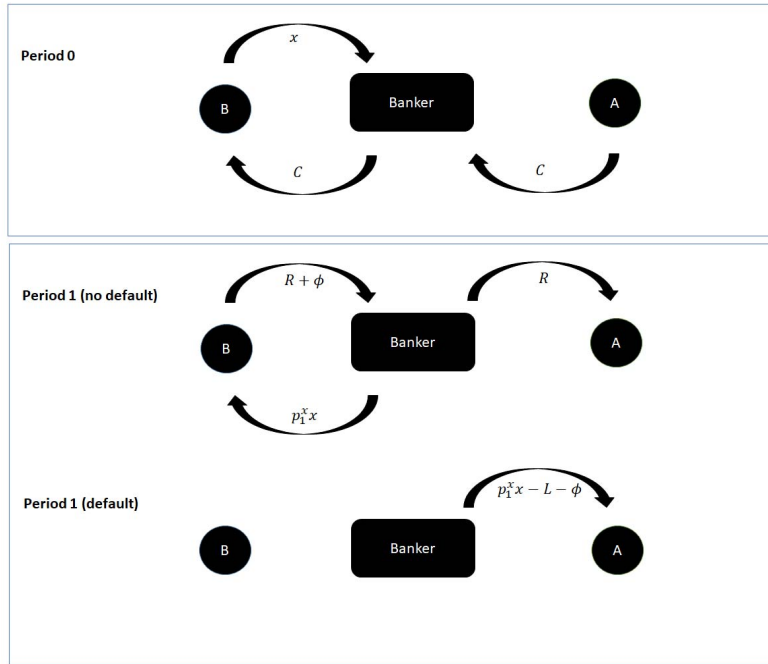 Period 0
x
B
Banker
A
C
C
Period 1 (no default)
R + ϕ
R
B
Banker
A
p₁ˣx
Period 1 (default)
p₁ˣx − L − ϕ
B
Banker
A